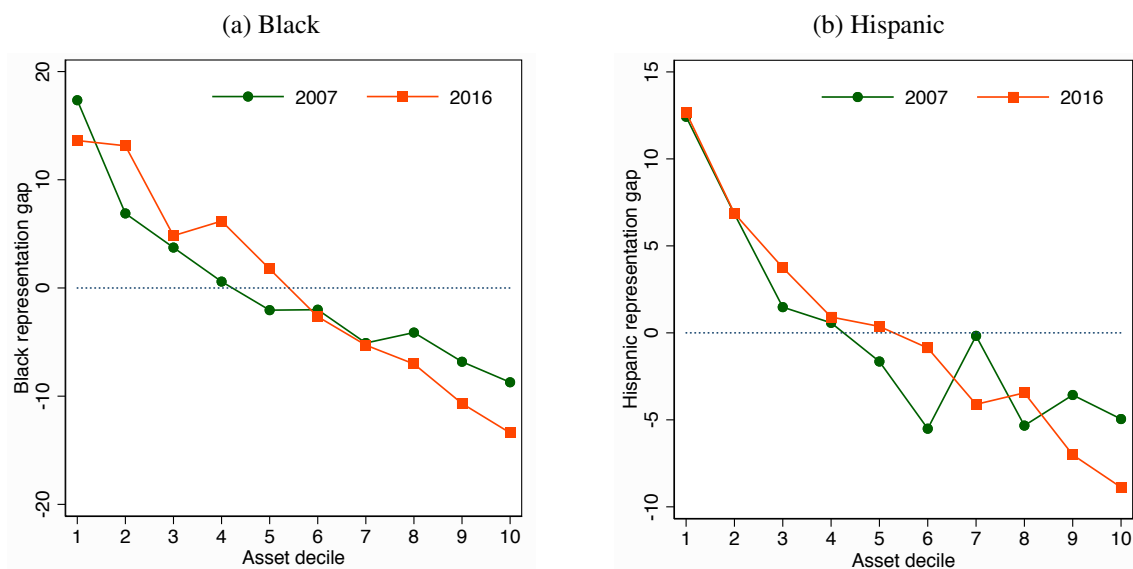 (a) Black
20
10
0
-10
-20
Black representation gap
2007
2016
1 2 3 4 5 6 7 8 9 10
Asset decile
(b) Hispanic
15
10
5
0
-5
-10
Hispanic representation gap
2007
2016
1 2 3 4 5 6 7 8 9 10
Asset decile